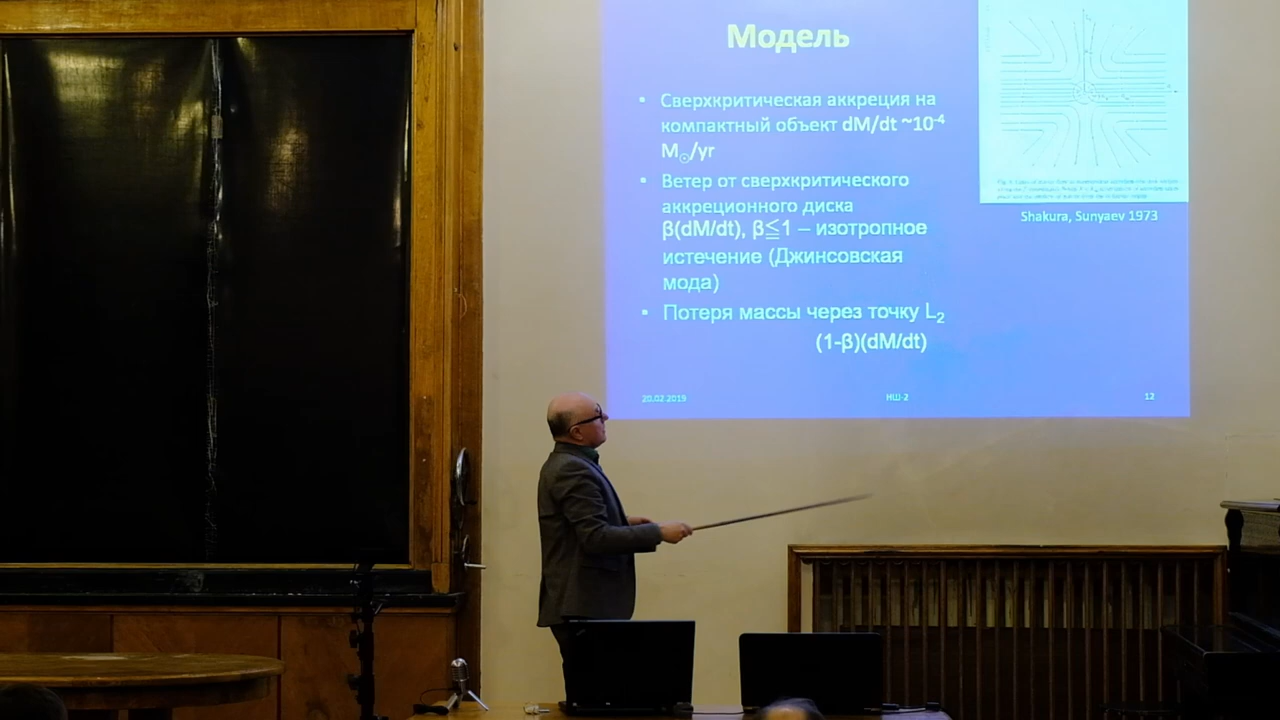 Модель
• Сверхкритическая аккреция на
компактный объект dM/dt ~10⁻⁴
M☉/yr
• Ветер от сверхкритического
аккреционного диска
β(dM/dt), β≦1 – изотропное
истечение (Джинсовская
мода)
• Потеря массы через точку L₂
(1-β)(dM/dt)
Shakura, Sunyaev 1973
20.02.2019
НШ-2
12